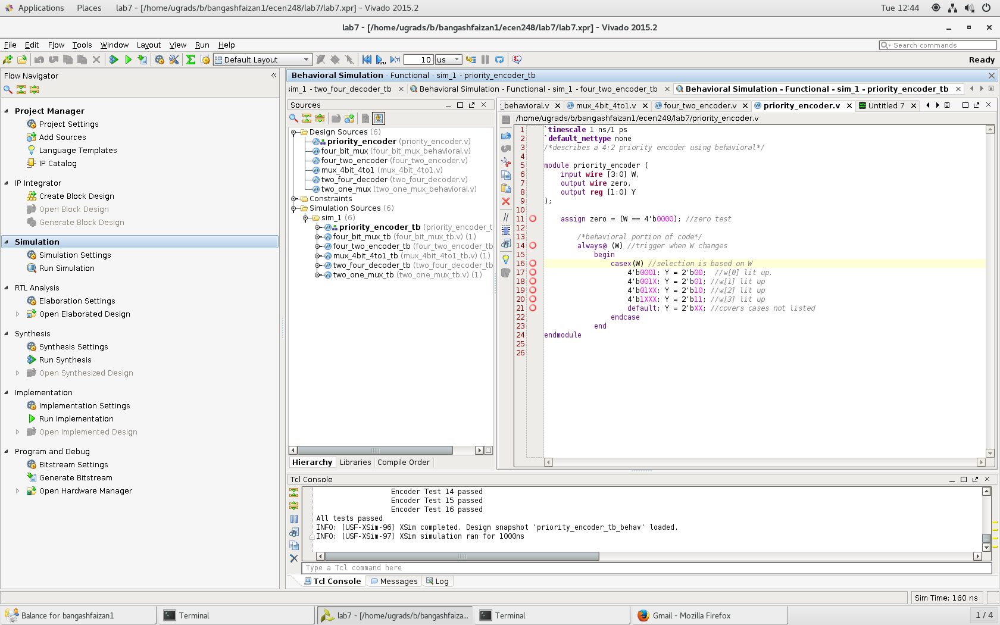 Applications Places lab7 - [/home/ugrads/b/bangashfaizan1/ecen248/lab7/lab7.xpr] - Vivado 2015.2 Tue 12:44
lab7 - [/home/ugrads/b/bangashfaizan1/ecen248/lab7/lab7.xpr] - Vivado 2015.2
File Edit Flow Tools Window Layout View Run Help Search commands
Default Layout 10 us Ready
Flow Navigator
Project Manager
Project Settings
Add Sources
Language Templates
IP Catalog
IP Integrator
Create Block Design
Open Block Design
Generate Block Design
Simulation
Simulation Settings
Run Simulation
RTL Analysis
Elaboration Settings
Open Elaborated Design
Synthesis
Synthesis Settings
Run Synthesis
Open Synthesized Design
Implementation
Implementation Settings
Run Implementation
Open Implemented Design
Program and Debug
Bitstream Settings
Generate Bitstream
Open Hardware Manager
Behavioral Simulation - Functional - sim_1 - priority_encoder_tb
sim_1 - two_four_decoder_tb Behavioral Simulation - Functional - sim_1 - four_two_encoder_tb Behavioral Simulation - Functional - sim_1 - priority_encoder_tb
Sources
Design Sources (6)
priority_encoder (priority_encoder.v)
four_bit_mux (four_bit_mux_behavioral.v)
four_two_encoder (four_two_encoder.v)
mux_4bit_4to1 (mux_4bit_4to1.v)
two_four_decoder (two_four_decoder.v)
two_one_mux (two_one_mux_behavioral.v)
Constraints
Simulation Sources (6)
sim_1 (6)
priority_encoder_tb (priority_encoder_t
four_bit_mux_tb (four_bit_mux_tb.v) (1)
four_two_encoder_tb (four_two_encoder_tb
mux_4bit_4to1_tb (mux_4bit_4to1_tb.v) (1)
two_four_decoder_tb (two_four_decoder_tb
two_one_mux_tb (two_one_mux_tb.v) (1)
Hierarchy Libraries Compile Order
_behavioral.v mux_4bit_4to1.v four_two_encoder.v priority_encoder.v Untitled 7
/home/ugrads/b/bangashfaizan1/ecen248/lab7/priority_encoder.v
1 `timescale 1 ns/1 ps
2 `default_nettype none
3 /*describes a 4:2 priority encoder using behavioral*/
4
5 module priority_encoder (
6 input wire [3:0] W,
7 output wire zero,
8 output reg [1:0] Y
9 );
10
11 assign zero = (W == 4'b0000); //zero test
12
13 /*behavioral portion of code*/
14 always@ (W) //trigger when W changes
15 begin
16 casex(W) //selection is based on W
17 4'b0001: Y = 2'b00; //w[0] lit up,
18 4'b001X: Y = 2'b01; //w[1] lit up
19 4'b01XX: Y = 2'b10; //w[2] lit up
20 4'b1XXX: Y = 2'b11; //w[3] lit up
21 default: Y = 2'bXX; //covers cases not listed
22 endcase
23 end
24 endmodule
25
26
Tcl Console
Encoder Test 14 passed
Encoder Test 15 passed
Encoder Test 16 passed
All tests passed
INFO: [USF-XSim-96] XSim completed. Design snapshot 'priority_encoder_tb_behav' loaded.
INFO: [USF-XSim-97] XSim simulation ran for 1000ns
Type a Tcl command here
Tcl Console Messages Log
Sim Time: 160 ns
Balance for bangashfaizan1 Terminal lab7 - [/home/ugrads/b/bangashfaiza... Terminal Gmail - Mozilla Firefox 1 / 4